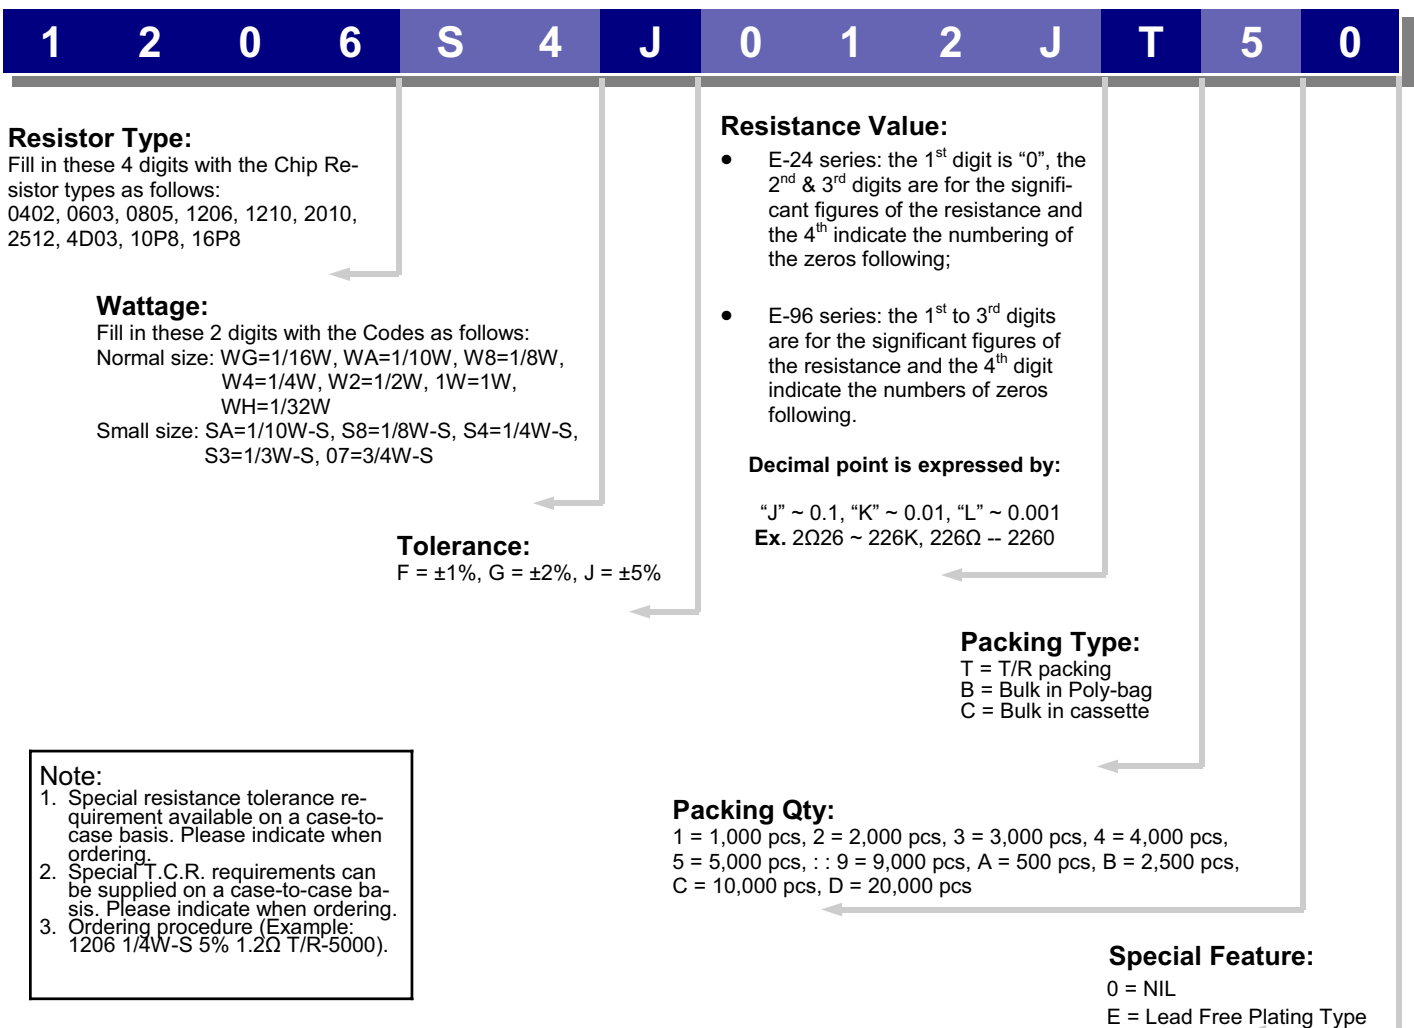 1 2 0 6 S 4 J 0 1 2 J T 5 0
Resistor Type:
Fill in these 4 digits with the Chip Re-
sistor types as follows:
0402, 0603, 0805, 1206, 1210, 2010,
2512, 4D03, 10P8, 16P8
Wattage:
Fill in these 2 digits with the Codes as follows:
Normal size: WG=1/16W, WA=1/10W, W8=1/8W,
W4=1/4W, W2=1/2W, 1W=1W,
WH=1/32W
Small size: SA=1/10W-S, S8=1/8W-S, S4=1/4W-S,
S3=1/3W-S, 07=3/4W-S
Tolerance:
F = ±1%, G = ±2%, J = ±5%
Resistance Value:
• E-24 series: the 1st digit is “0”, the
2nd & 3rd digits are for the signifi-
cant figures of the resistance and
the 4th indicate the numbering of
the zeros following;
• E-96 series: the 1st to 3rd digits
are for the significant figures of
the resistance and the 4th digit
indicate the numbers of zeros
following.
Decimal point is expressed by:
“J” ~ 0.1, “K” ~ 0.01, “L” ~ 0.001
Ex. 2Ω26 ~ 226K, 226Ω -- 2260
Packing Type:
T = T/R packing
B = Bulk in Poly-bag
C = Bulk in cassette
Packing Qty:
1 = 1,000 pcs, 2 = 2,000 pcs, 3 = 3,000 pcs, 4 = 4,000 pcs,
5 = 5,000 pcs, : : 9 = 9,000 pcs, A = 500 pcs, B = 2,500 pcs,
C = 10,000 pcs, D = 20,000 pcs
Special Feature:
0 = NIL
E = Lead Free Plating Type
Note:
1. Special resistance tolerance re-
quirement available on a case-to-
case basis. Please indicate when
ordering.
2. Special T.C.R. requirements can
be supplied on a case-to-case ba-
sis. Please indicate when ordering.
3. Ordering procedure (Example:
1206 1/4W-S 5% 1.2Ω T/R-5000).